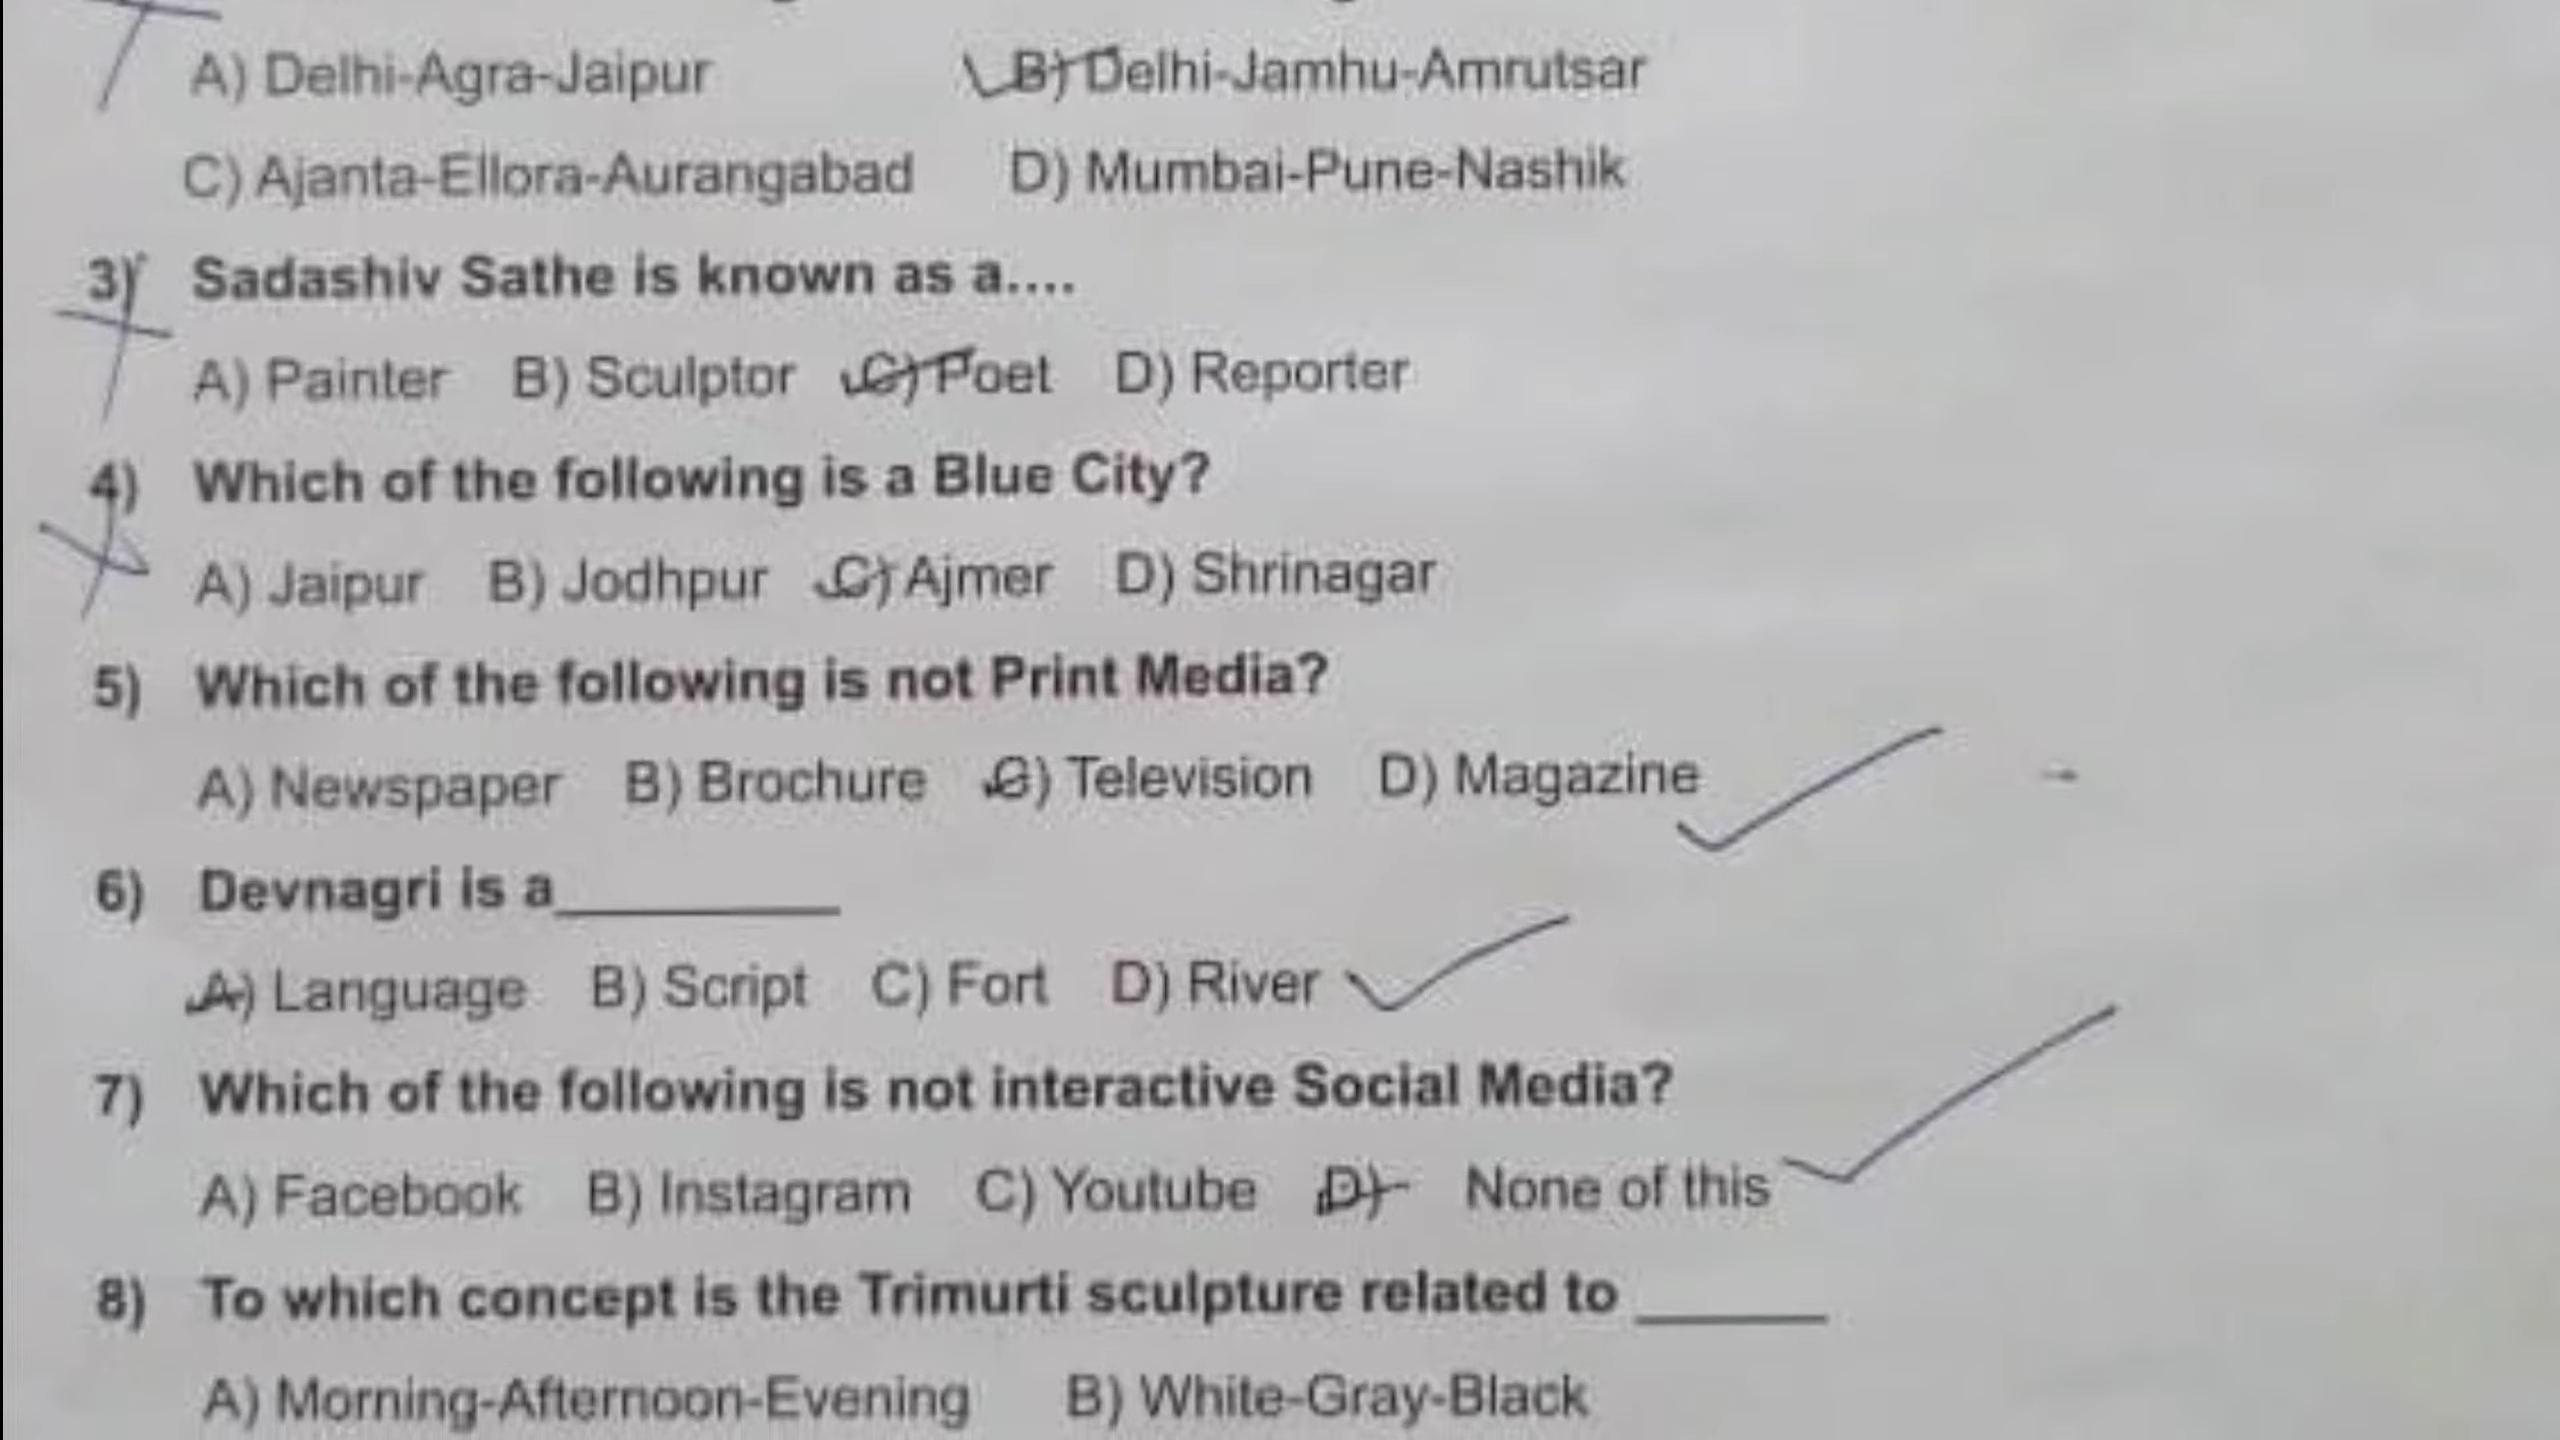 A) Delhi-Agra-Jaipur B) Delhi-Jamhu-Amrutsar
C) Ajanta-Ellora-Aurangabad D) Mumbai-Pune-Nashik
3) Sadashiv Sathe is known as a....
A) Painter B) Sculptor C) Poet D) Reporter
4) Which of the following is a Blue City?
A) Jaipur B) Jodhpur C) Ajmer D) Shrinagar
5) Which of the following is not Print Media?
A) Newspaper B) Brochure C) Television D) Magazine
6) Devnagri is a__________
A) Language B) Script C) Fort D) River
7) Which of the following is not interactive Social Media?
A) Facebook B) Instagram C) Youtube D) None of this
8) To which concept is the Trimurti sculpture related to ______
A) Morning-Afternoon-Evening B) White-Gray-Black